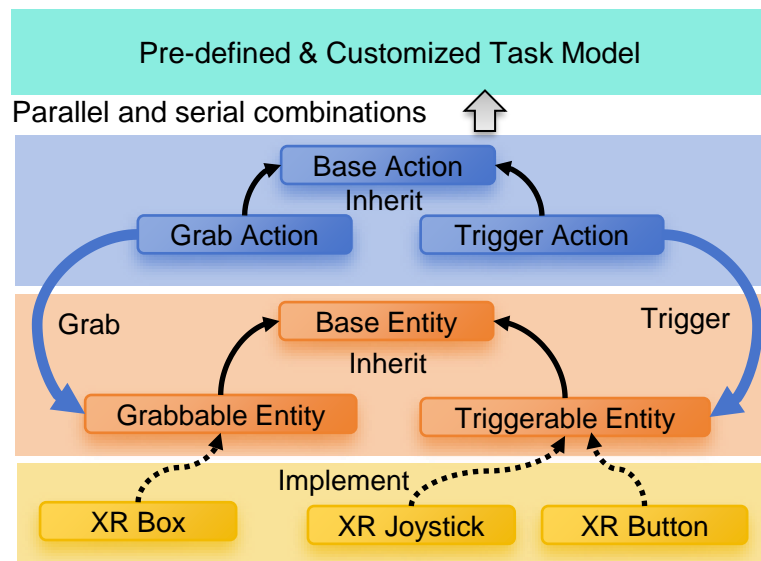 Pre-defined & Customized Task Model
Parallel and serial combinations
Base Action
Inherit
Grab Action
Trigger Action
Grab
Base Entity
Trigger
Inherit
Grabbable Entity
Triggerable Entity
Implement
XR Box
XR Joystick
XR Button